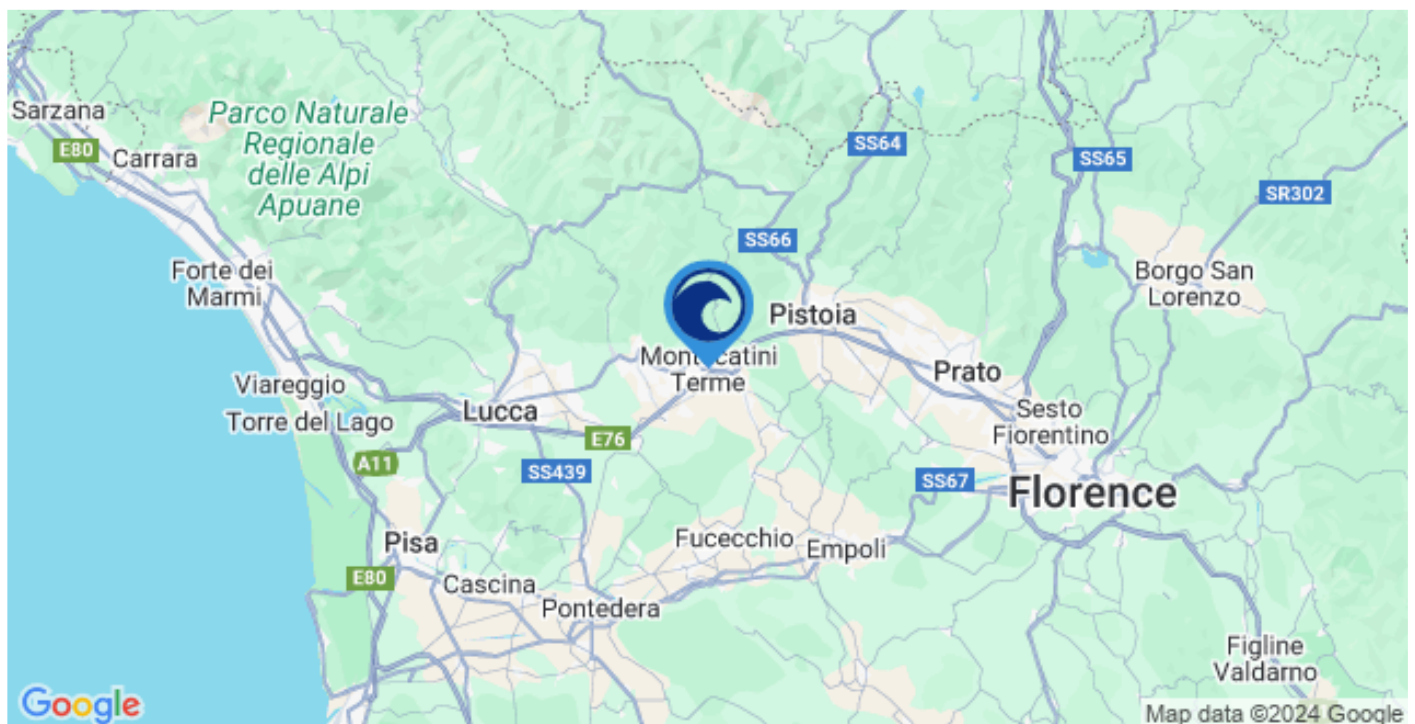 Sarzana
Parco Naturale
Regionale
delle Alpi
Apuane
E80
Carrara
SS64
SS65
SR302
SS66
Forte dei
Marmi
Borgo San
Lorenzo
Pistoia
Montecatini
Terme
Prato
Viareggio
Torre del Lago
Lucca
Sesto
Fiorentino
E76
A11
SS439
SS67
Florence
Pisa
Fucecchio
Empoli
E80
Cascina
Pontedera
Figline
Valdarno
Google
Map data ©2024 Google